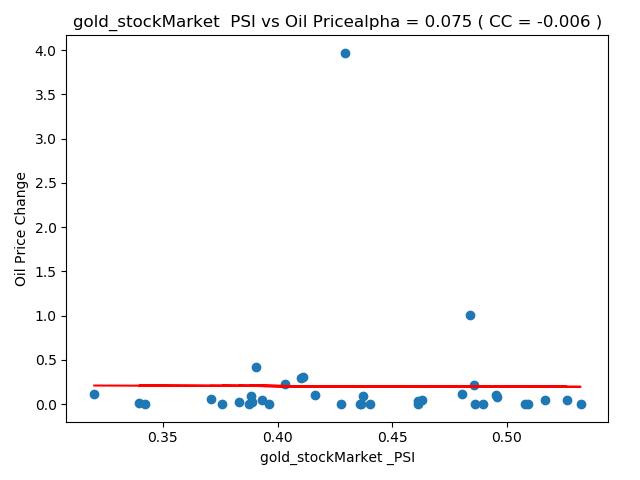 gold_stockMarket  PSI vs Oil Pricealpha = 0.075 ( CC = -0.006 )
4.0
3.5
3.0
2.5
2.0
1.5
1.0
0.5
0.0
Oil Price Change
0.35 0.40 0.45 0.50
gold_stockMarket _PSI